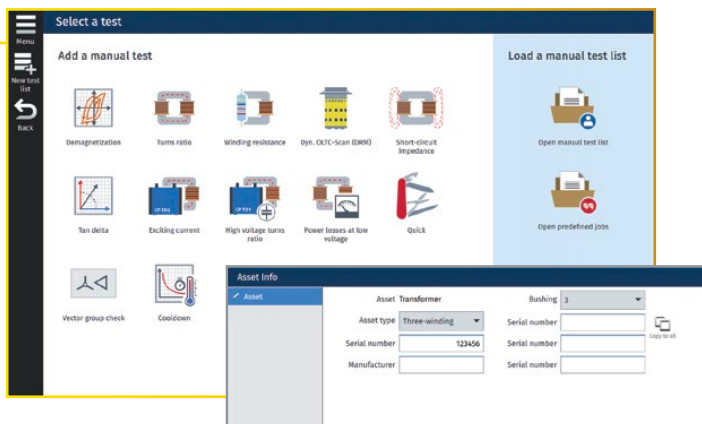 Select a test
Menu
New test
list
Back
Add a manual test
Demagnetization
Turns ratio
Winding resistance
Dyn. OLTC-Scan (DRM)
Short-circuit
impedance
Tan delta
Exciting current
High voltage turns
ratio
Power losses at low
voltage
Quick
Vector group check
Cooldown
Load a manual test list
Open manual test list
Open predefined jobs
Asset Info
Asset
Asset Transformer
Asset type Three-winding
Serial number 123456
Manufacturer
Bushing 3
Serial number
Copy to all
Serial number
Serial number